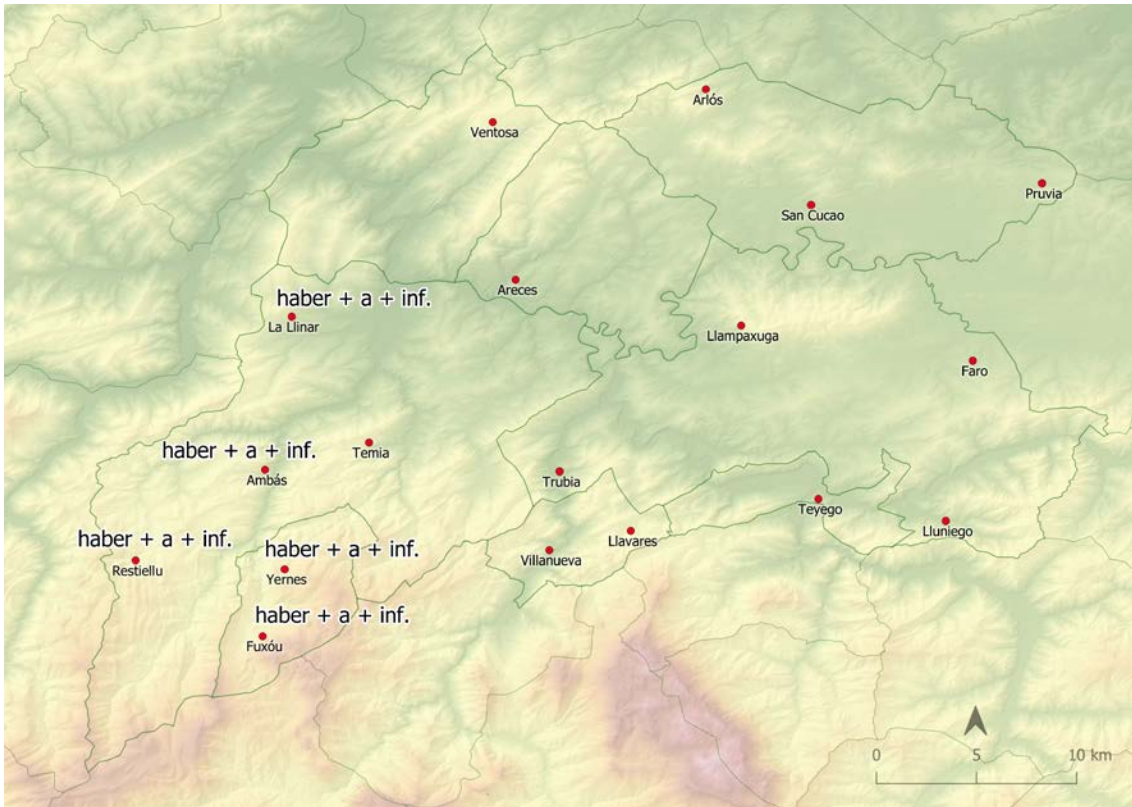 Arlós
Ventosa
Pruvia
San Cucao
Areces
haber + a + inf.
La Llinar
Llampaxuga
Faro
haber + a + inf.
Temia
Ambás
Trubia
Teyego
Lluniego
haber + a + inf.
haber + a + inf.
Llavares
Villanueva
Restiellu
Yernes
haber + a + inf.
Fuxóu
0 5 10 km